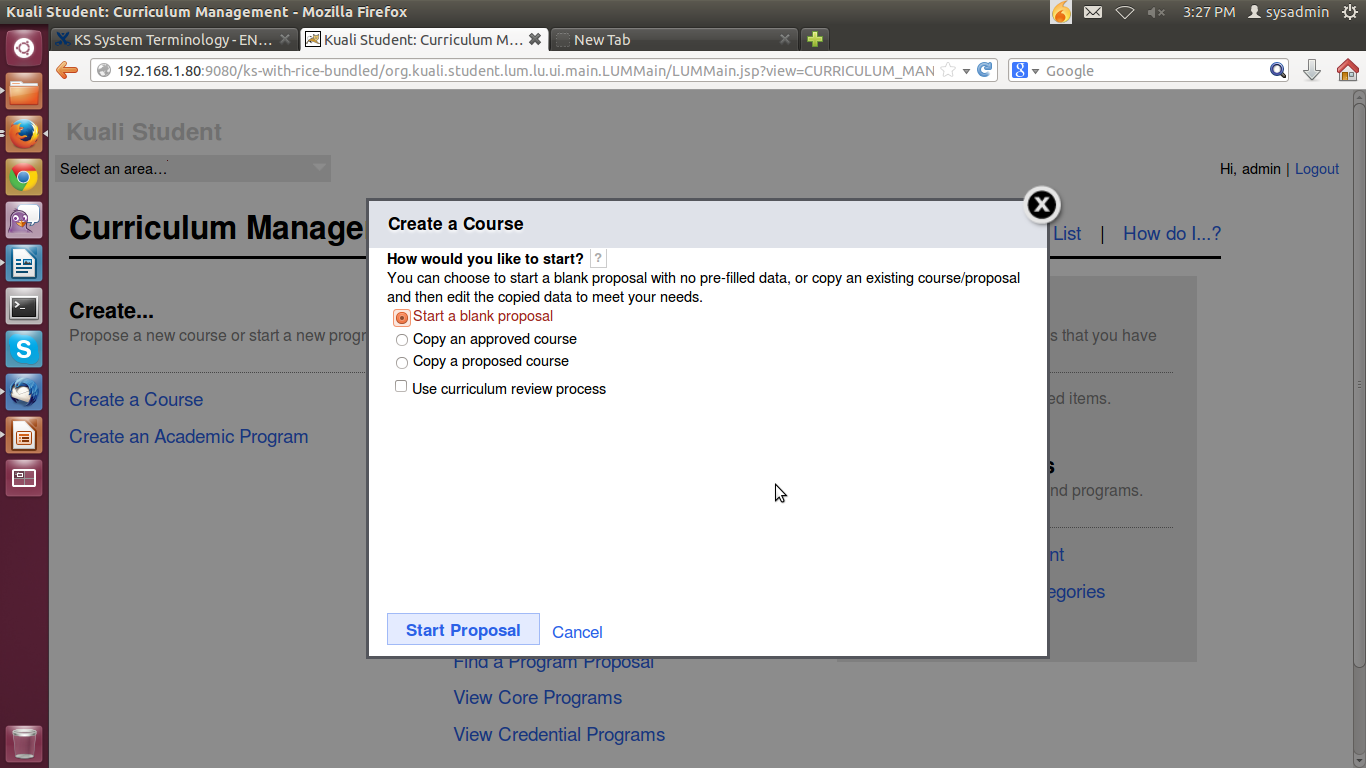 Kuali Student: Curriculum Management - Mozilla Firefox
3:27 PM sysadmin
KS System Terminology - EN...
Kuali Student: Curriculum M...
New Tab
192.168.1.80:9080/ks-with-rice-bundled/org.kuali.student.lum.lu.ui.main.LUMMain/LUMMain.jsp?view=CURRICULUM_MAN
Google
Kuali Student
Select an area...
Hi, admin | Logout
Curriculum Manage
List | How do I...?
Create a Course
X
How would you like to start? ?
You can choose to start a blank proposal with no pre-filled data, or copy an existing course/proposal
and then edit the copied data to meet your needs.
Start a blank proposal
Copy an approved course
Copy a proposed course
Use curriculum review process
Start Proposal
Cancel
Create...
Propose a new course or start a new prog
Create a Course
Create an Academic Program
s that you have
ed items.
s
nd programs.
nt
egories
Find a Program Proposal
View Core Programs
View Credential Programs